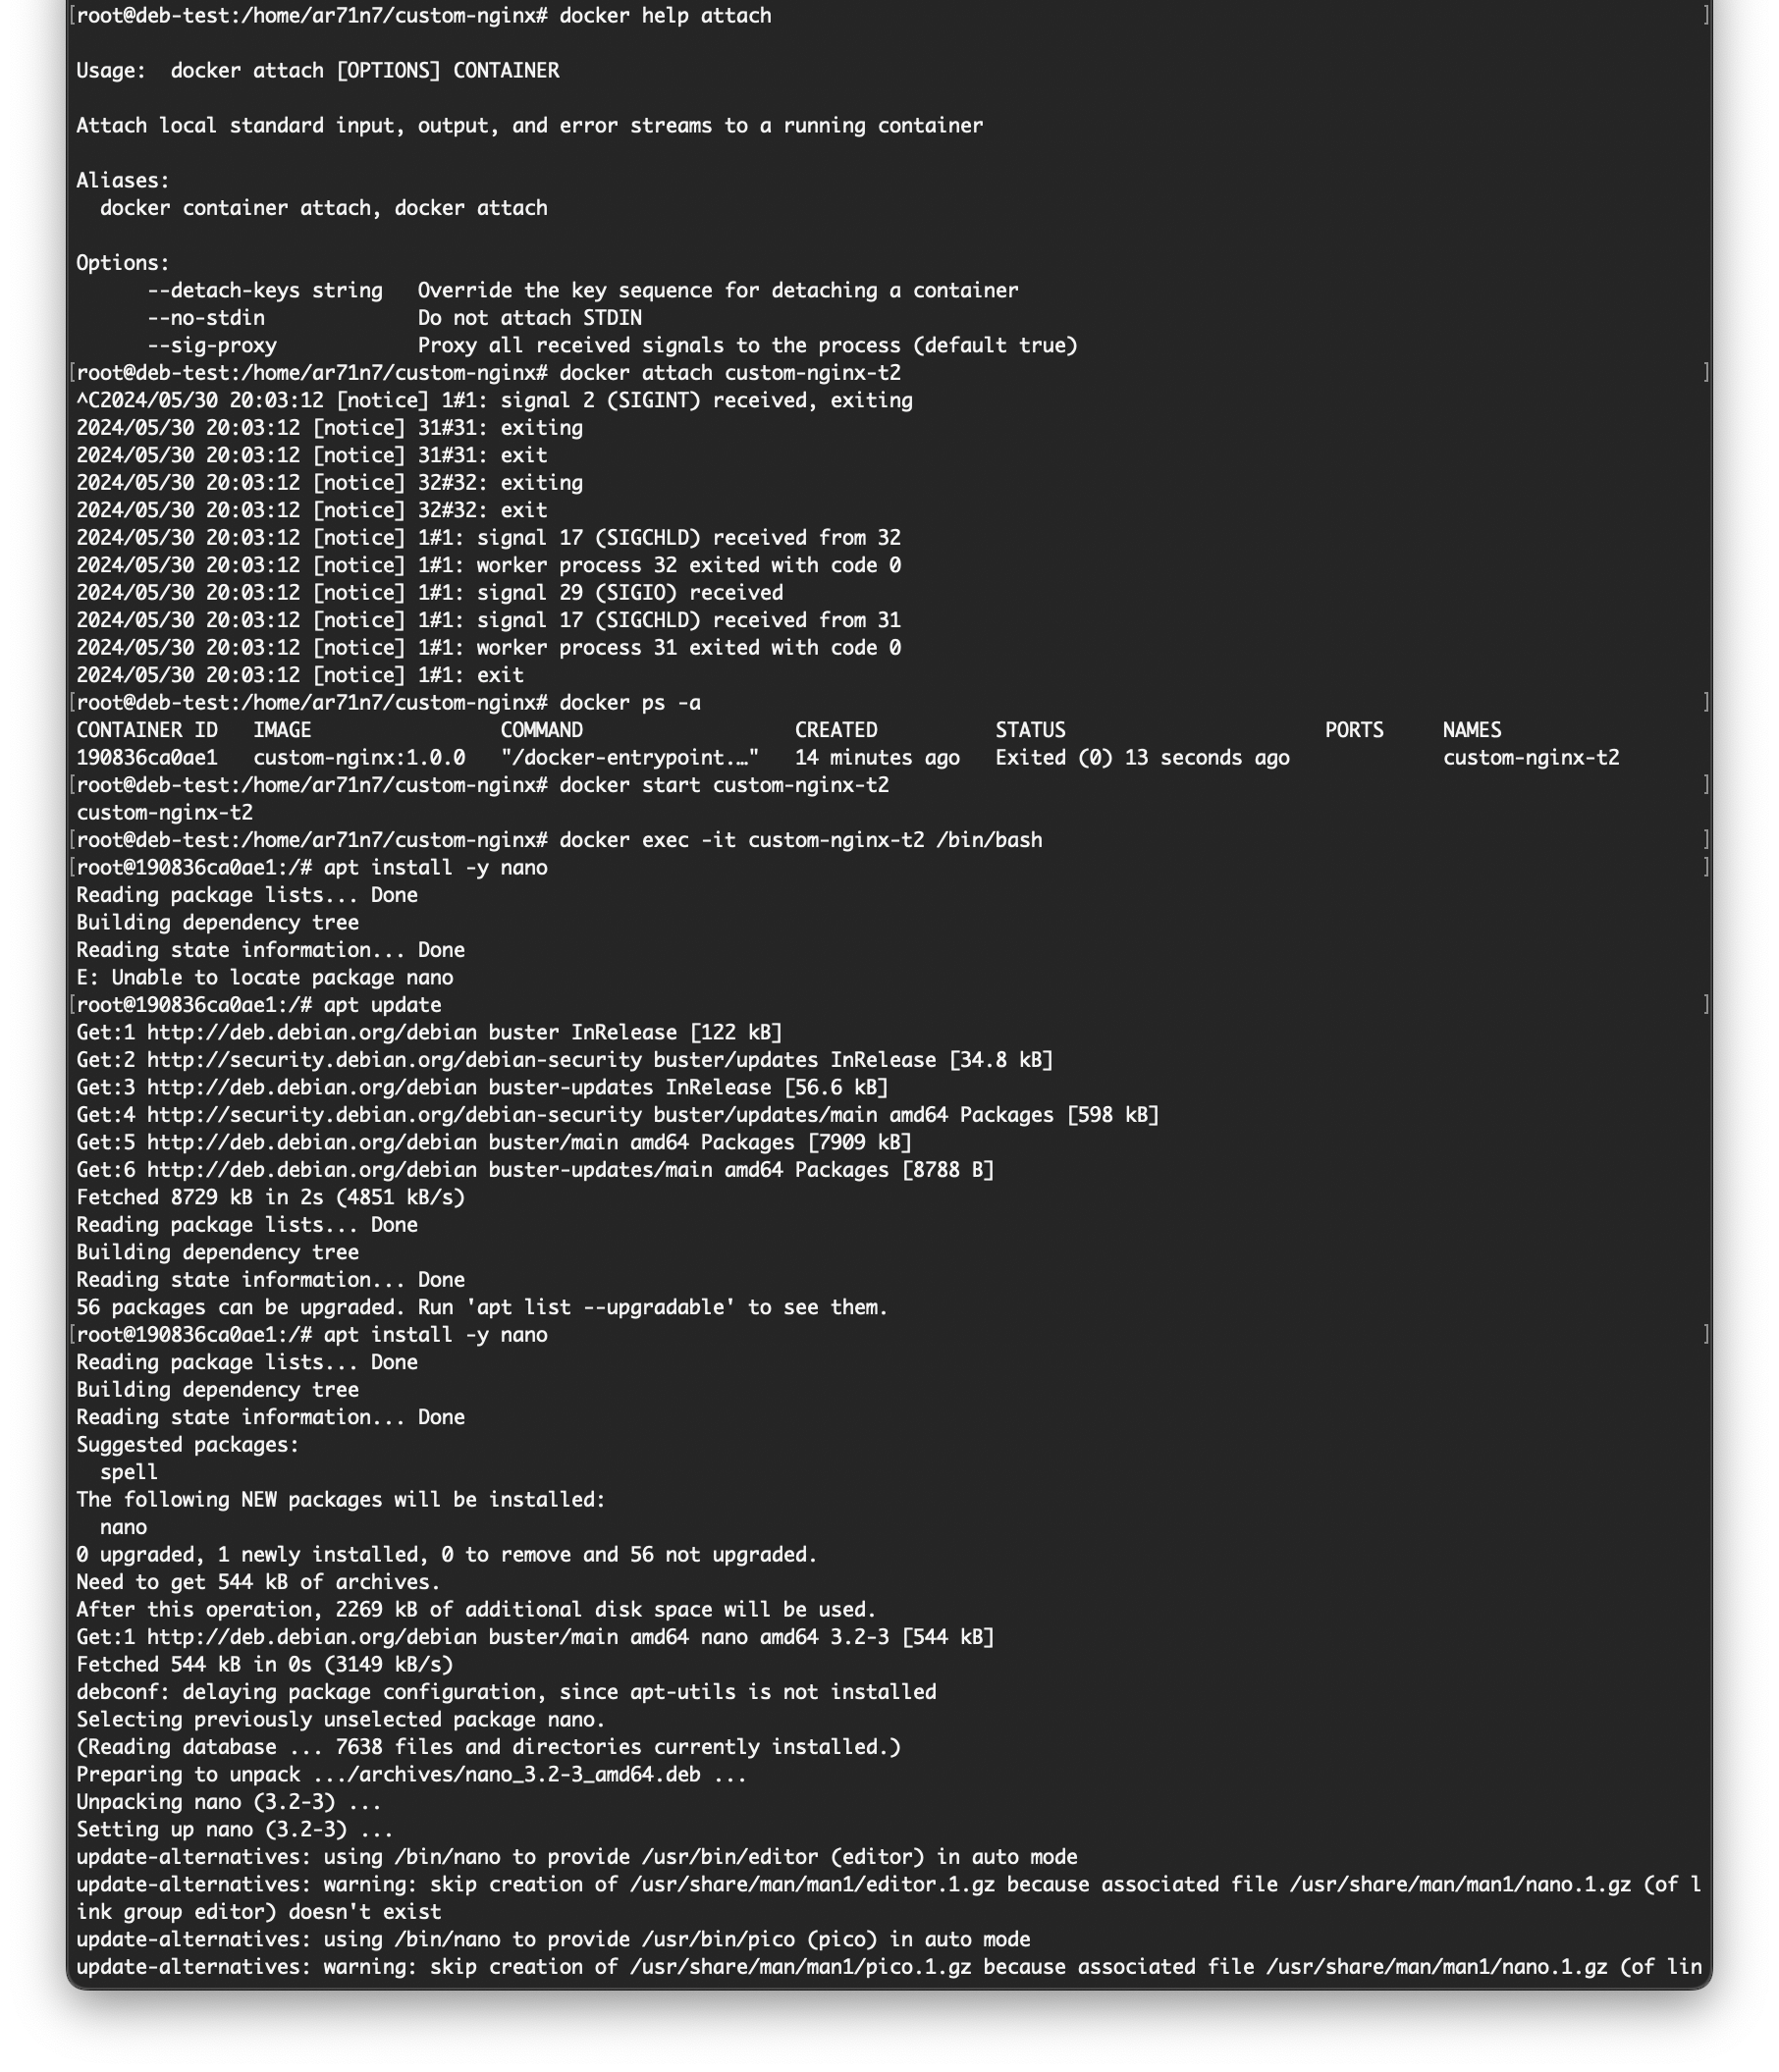 [root@deb-test:/home/ar71n7/custom-nginx# docker help attach ]
Usage:  docker attach [OPTIONS] CONTAINER
Attach local standard input, output, and error streams to a running container
Aliases:
  docker container attach, docker attach
Options:
      --detach-keys string   Override the key sequence for detaching a container
      --no-stdin             Do not attach STDIN
      --sig-proxy            Proxy all received signals to the process (default true)
[root@deb-test:/home/ar71n7/custom-nginx# docker attach custom-nginx-t2 ]
^C2024/05/30 20:03:12 [notice] 1#1: signal 2 (SIGINT) received, exiting
2024/05/30 20:03:12 [notice] 31#31: exiting
2024/05/30 20:03:12 [notice] 31#31: exit
2024/05/30 20:03:12 [notice] 32#32: exiting
2024/05/30 20:03:12 [notice] 32#32: exit
2024/05/30 20:03:12 [notice] 1#1: signal 17 (SIGCHLD) received from 32
2024/05/30 20:03:12 [notice] 1#1: worker process 32 exited with code 0
2024/05/30 20:03:12 [notice] 1#1: signal 29 (SIGIO) received
2024/05/30 20:03:12 [notice] 1#1: signal 17 (SIGCHLD) received from 31
2024/05/30 20:03:12 [notice] 1#1: worker process 31 exited with code 0
2024/05/30 20:03:12 [notice] 1#1: exit
[root@deb-test:/home/ar71n7/custom-nginx# docker ps -a ]
CONTAINER ID   IMAGE                COMMAND                  CREATED          STATUS                      PORTS     NAMES
190836ca0ae1   custom-nginx:1.0.0   "/docker-entrypoint.…"   14 minutes ago   Exited (0) 13 seconds ago             custom-nginx-t2
[root@deb-test:/home/ar71n7/custom-nginx# docker start custom-nginx-t2 ]
custom-nginx-t2
[root@deb-test:/home/ar71n7/custom-nginx# docker exec -it custom-nginx-t2 /bin/bash ]
[root@190836ca0ae1:/# apt install -y nano ]
Reading package lists... Done
Building dependency tree
Reading state information... Done
E: Unable to locate package nano
[root@190836ca0ae1:/# apt update ]
Get:1 http://deb.debian.org/debian buster InRelease [122 kB]
Get:2 http://security.debian.org/debian-security buster/updates InRelease [34.8 kB]
Get:3 http://deb.debian.org/debian buster-updates InRelease [56.6 kB]
Get:4 http://security.debian.org/debian-security buster/updates/main amd64 Packages [598 kB]
Get:5 http://deb.debian.org/debian buster/main amd64 Packages [7909 kB]
Get:6 http://deb.debian.org/debian buster-updates/main amd64 Packages [8788 B]
Fetched 8729 kB in 2s (4851 kB/s)
Reading package lists... Done
Building dependency tree
Reading state information... Done
56 packages can be upgraded. Run 'apt list --upgradable' to see them.
[root@190836ca0ae1:/# apt install -y nano ]
Reading package lists... Done
Building dependency tree
Reading state information... Done
Suggested packages:
  spell
The following NEW packages will be installed:
  nano
0 upgraded, 1 newly installed, 0 to remove and 56 not upgraded.
Need to get 544 kB of archives.
After this operation, 2269 kB of additional disk space will be used.
Get:1 http://deb.debian.org/debian buster/main amd64 nano amd64 3.2-3 [544 kB]
Fetched 544 kB in 0s (3149 kB/s)
debconf: delaying package configuration, since apt-utils is not installed
Selecting previously unselected package nano.
(Reading database ... 7638 files and directories currently installed.)
Preparing to unpack .../archives/nano_3.2-3_amd64.deb ...
Unpacking nano (3.2-3) ...
Setting up nano (3.2-3) ...
update-alternatives: using /bin/nano to provide /usr/bin/editor (editor) in auto mode
update-alternatives: warning: skip creation of /usr/share/man/man1/editor.1.gz because associated file /usr/share/man/man1/nano.1.gz (of l
ink group editor) doesn't exist
update-alternatives: using /bin/nano to provide /usr/bin/pico (pico) in auto mode
update-alternatives: warning: skip creation of /usr/share/man/man1/pico.1.gz because associated file /usr/share/man/man1/nano.1.gz (of lin